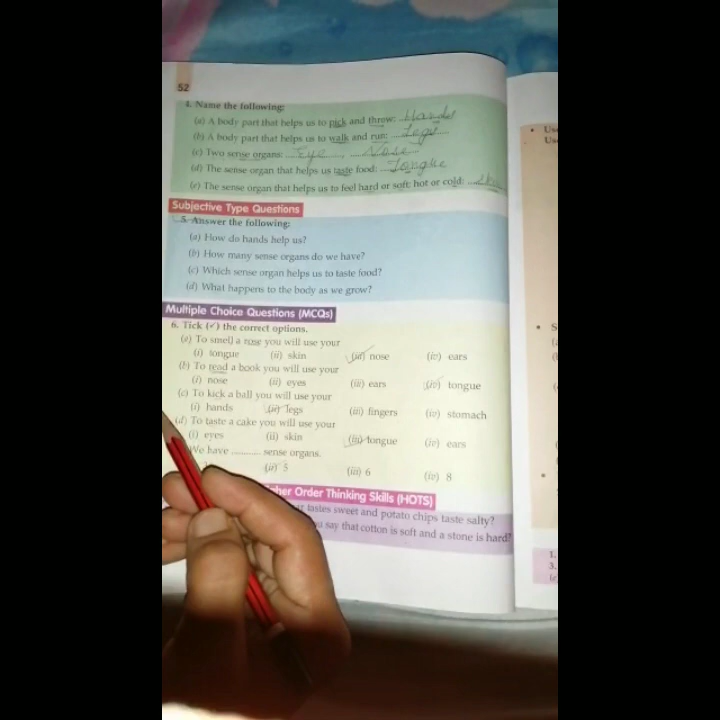 52
4. Name the following:
(a) A body part that helps us to pick and throw: Hands
(b) A body part that helps us to walk and run: Legs
(c) Two sense organs: Eye, Nose
(d) The sense organ that helps us taste food: Tongue
(e) The sense organ that helps us to feel hard or soft; hot or cold: Skin
Subjective Type Questions
5. Answer the following:
(a) How do hands help us?
(b) How many sense organs do we have?
(c) Which sense organ helps us to taste food?
(d) What happens to the body as we grow?
Multiple Choice Questions (MCQs)
6. Tick (✓) the correct options.
(a) To smell a rose you will use your
(i) tongue (ii) skin (iii) nose (iv) ears
(b) To read a book you will use your
(i) nose (ii) eyes (iii) ears (iv) tongue
(c) To kick a ball you will use your
(i) hands (ii) legs (iii) fingers (iv) stomach
(d) To taste a cake you will use your
(i) eyes (ii) skin (iii) tongue (iv) ears
We have .......... sense organs.
(ii) 5 (iii) 6 (iv) 8
gher Order Thinking Skills (HOTS)
ar tastes sweet and potato chips taste salty?
ou say that cotton is soft and a stone is hard?
• Use
Use
• S
(a
1.
3.